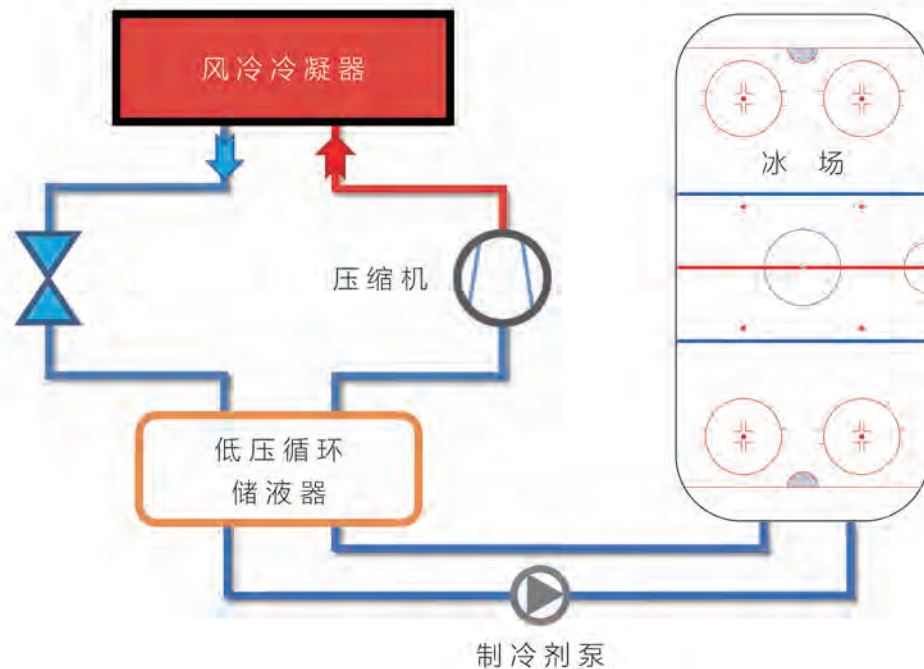 风冷冷凝器
冰 场
压缩机
低压循环
储液器
制冷剂泵